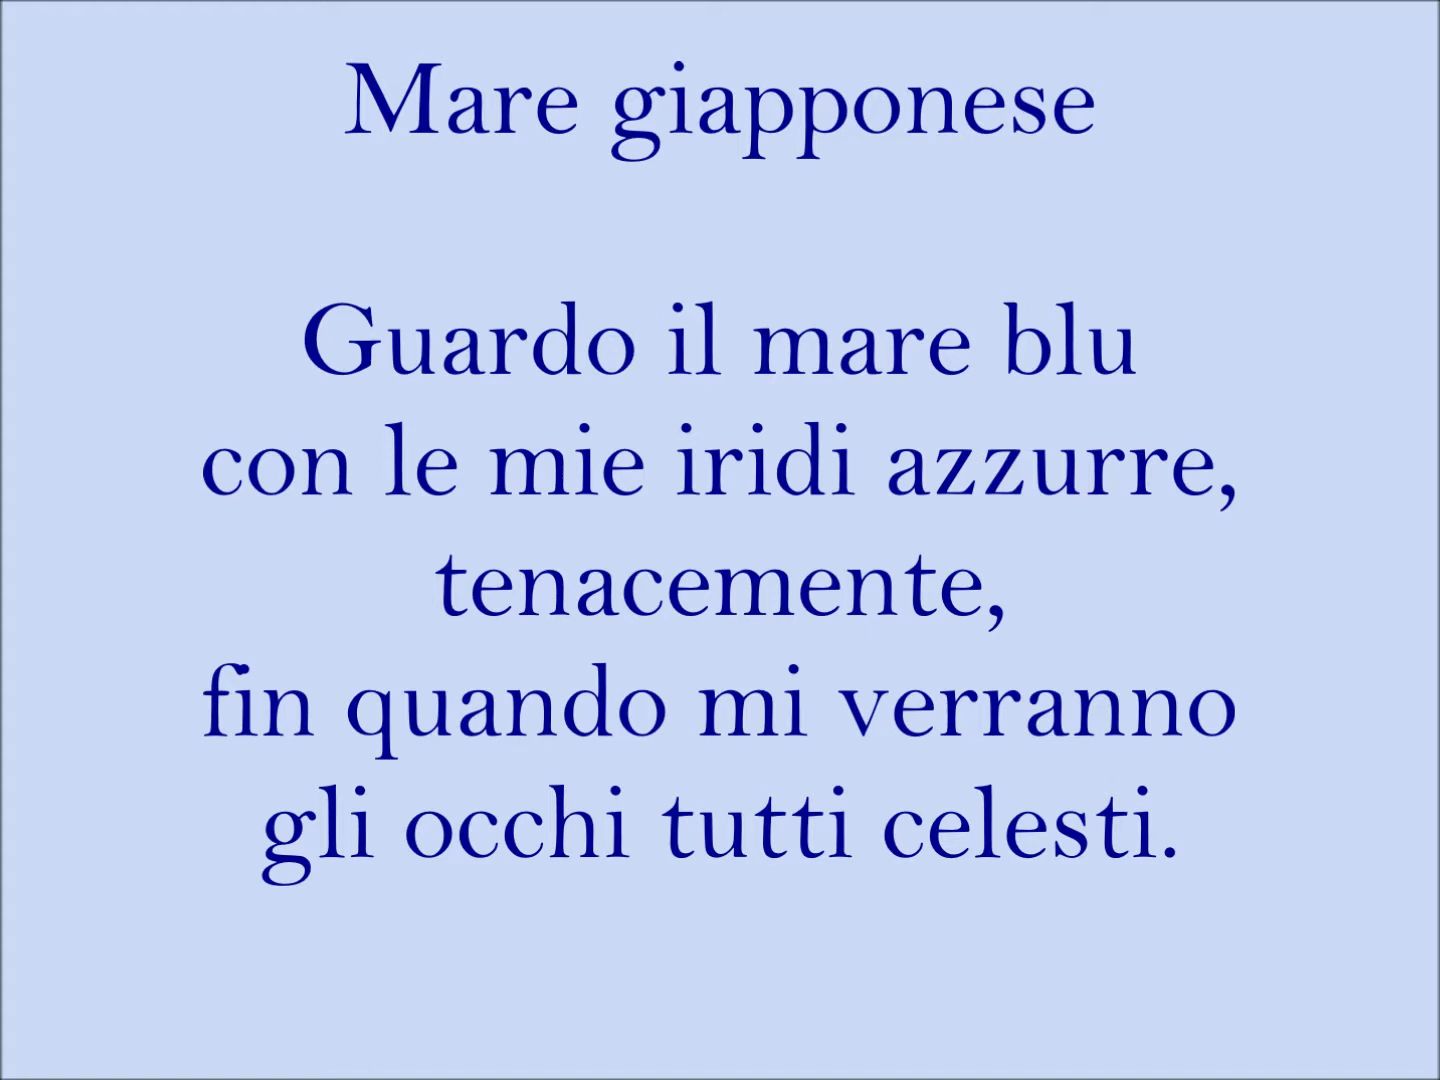 Mare giapponese
Guardo il mare blu
con le mie iridi azzurre,
tenacemente,
fin quando mi verranno
gli occhi tutti celesti.